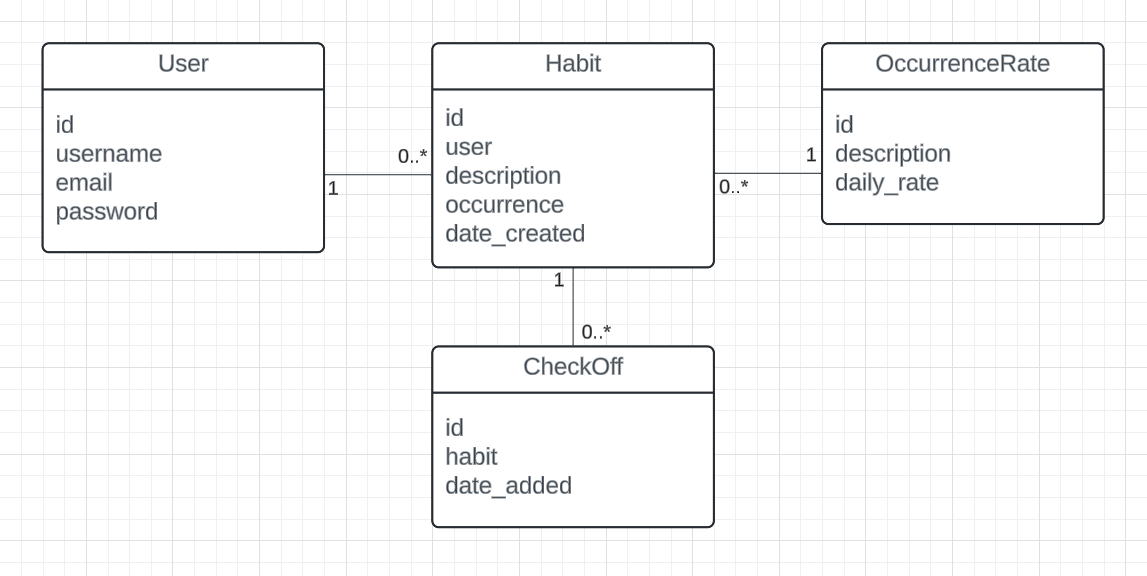 User
id
username
email
password
1
0..*
Habit
id
user
description
occurrence
date_created
0..*
1
OccurrenceRate
id
description
daily_rate
1
0..*
CheckOff
id
habit
date_added